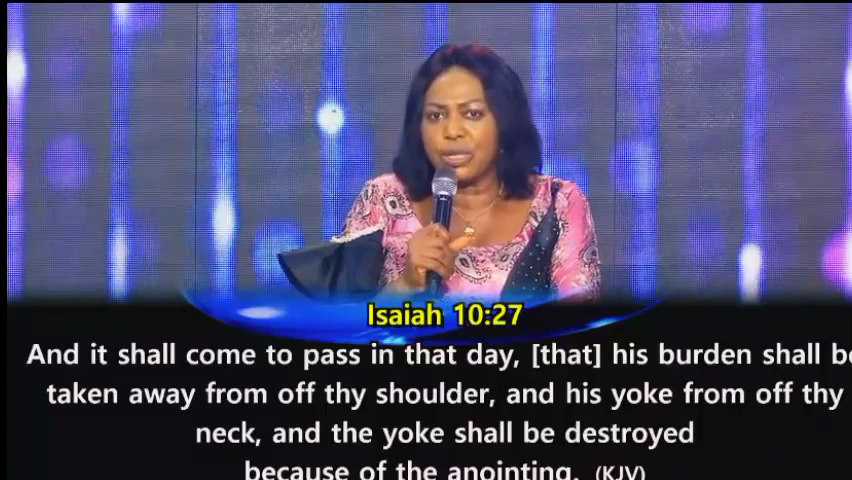 Isaiah 10:27
And it shall come to pass in that day, [that] his burden shall be
taken away from off thy shoulder, and his yoke from off thy
neck, and the yoke shall be destroyed
because of the anointing. (KJV)